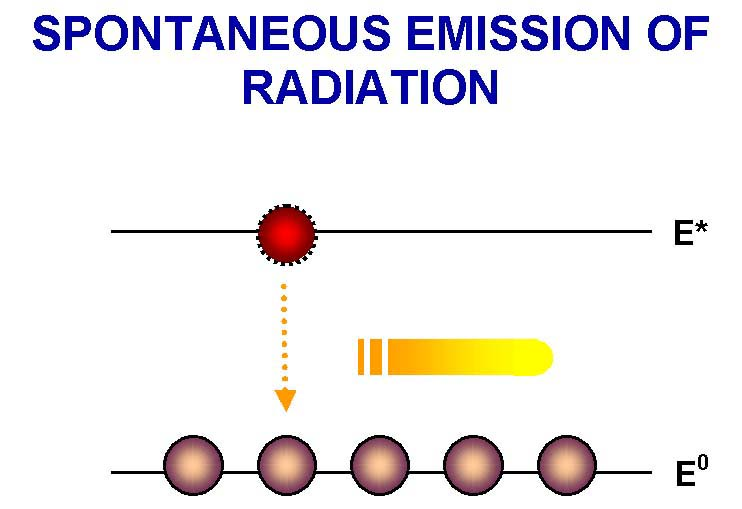 SPONTANEOUS EMISSION OF
RADIATION
E*
E⁰